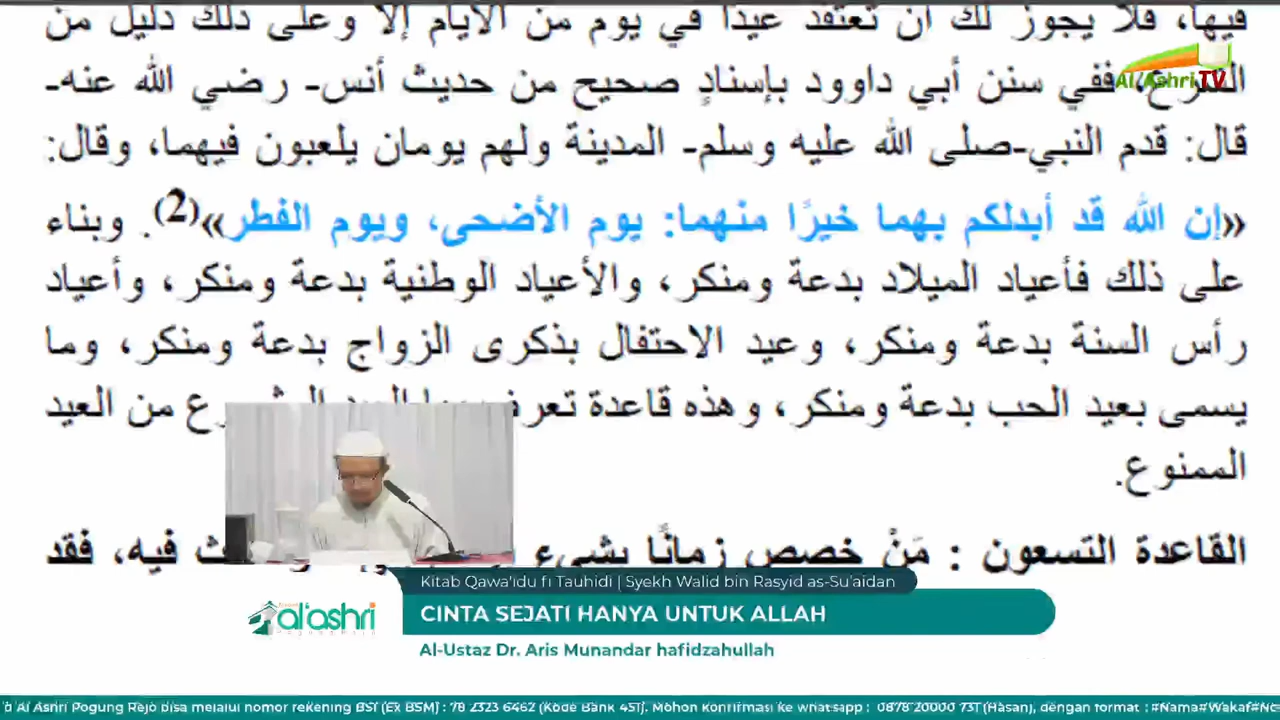 فيها، فلا يجوز لك أن تعتقد عيدًا في يوم من الأيام إلا وعلى ذلك دليل من
الشرع، ففي سنن أبي داوود بإسنادٍ صحيح من حديث أنس- رضي الله عنه-
Al Ashri TV
قال: قدم النبي-صلى الله عليه وسلم- المدينة ولهم يومان يلعبون فيهما، وقال:
«إن الله قد أبدلكم بهما خيرًا منهما: يوم الأضحى، ويوم الفطر»(2). وبناء
على ذلك فأعياد الميلاد بدعة ومنكر، والأعياد الوطنية بدعة ومنكر، وأعياد
رأس السنة بدعة ومنكر، وعيد الاحتفال بذكرى الزواج بدعة ومنكر، وما
يسمى بعيد الحب بدعة ومنكر، وهذه قاعدة من العيد
الممنوع.
القاعدة التسعون : مَنْ خصص زمانًا بشيء فيه، فقد
Kitab Qawa'idu fi Tauhidi | Syekh Walid bin Rasyid as-Su'aidan
al'ashri
CINTA SEJATI HANYA UNTUK ALLAH
Al-Ustaz Dr. Aris Munandar hafidzahullah
Al Ashri Pogung Rejo bisa melalui nomor rekening BSI (Ex BSM) : 78 2323 6462 (Kode Bank 451). Mohon konfirmasi ke whatsapp : 0878 20000 731 (Hasan), dengan format : #Nama#Wakaf#